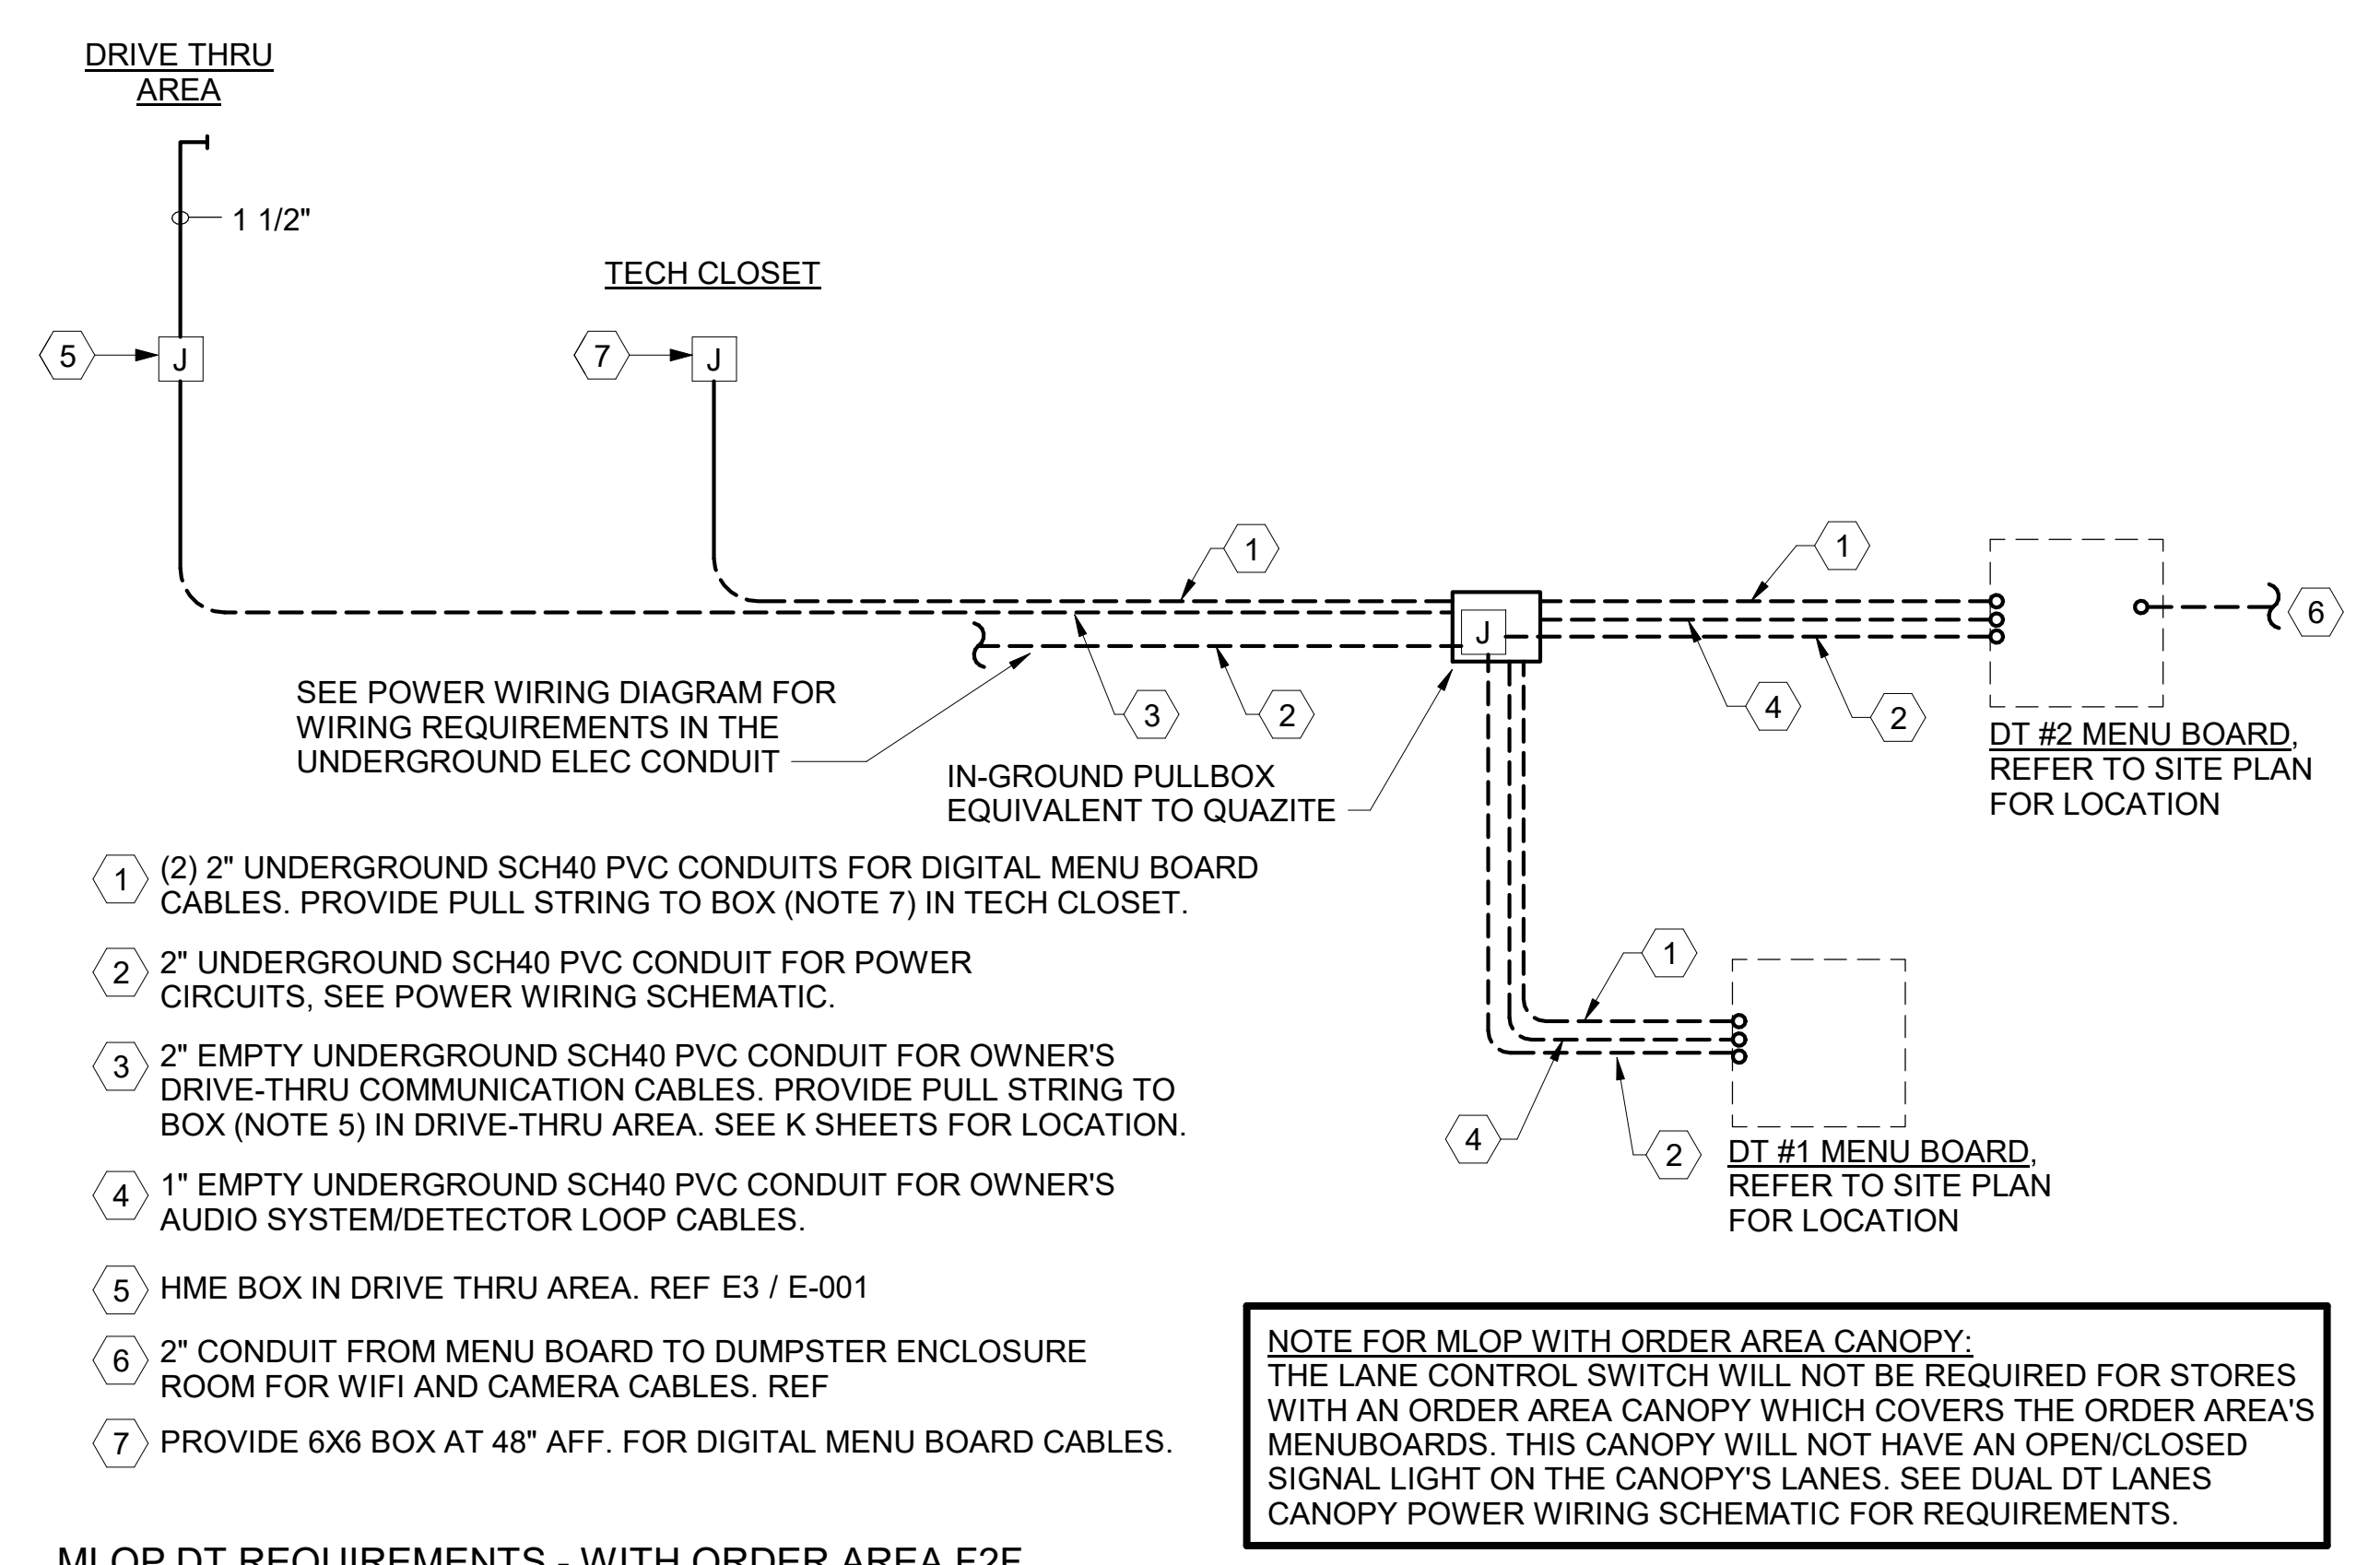 DRIVE THRU
AREA
1 1/2"
TECH CLOSET
5
J
7
J
1
1
J
6
3
2
4
2
SEE POWER WIRING DIAGRAM FOR
WIRING REQUIREMENTS IN THE
UNDERGROUND ELEC CONDUIT
IN-GROUND PULLBOX
EQUIVALENT TO QUAZITE
DT #2 MENU BOARD,
REFER TO SITE PLAN
FOR LOCATION
1
4
2
DT #1 MENU BOARD,
REFER TO SITE PLAN
FOR LOCATION
1 (2) 2" UNDERGROUND SCH40 PVC CONDUITS FOR DIGITAL MENU BOARD
CABLES. PROVIDE PULL STRING TO BOX (NOTE 7) IN TECH CLOSET.
2 2" UNDERGROUND SCH40 PVC CONDUIT FOR POWER
CIRCUITS, SEE POWER WIRING SCHEMATIC.
3 2" EMPTY UNDERGROUND SCH40 PVC CONDUIT FOR OWNER'S
DRIVE-THRU COMMUNICATION CABLES. PROVIDE PULL STRING TO
BOX (NOTE 5) IN DRIVE-THRU AREA. SEE K SHEETS FOR LOCATION.
4 1" EMPTY UNDERGROUND SCH40 PVC CONDUIT FOR OWNER'S
AUDIO SYSTEM/DETECTOR LOOP CABLES.
5 HME BOX IN DRIVE THRU AREA. REF E3 / E-001
6 2" CONDUIT FROM MENU BOARD TO DUMPSTER ENCLOSURE
ROOM FOR WIFI AND CAMERA CABLES. REF
7 PROVIDE 6X6 BOX AT 48" AFF. FOR DIGITAL MENU BOARD CABLES.
NOTE FOR MLOP WITH ORDER AREA CANOPY:
THE LANE CONTROL SWITCH WILL NOT BE REQUIRED FOR STORES
WITH AN ORDER AREA CANOPY WHICH COVERS THE ORDER AREA'S
MENUBOARDS. THIS CANOPY WILL NOT HAVE AN OPEN/CLOSED
SIGNAL LIGHT ON THE CANOPY'S LANES. SEE DUAL DT LANES
CANOPY POWER WIRING SCHEMATIC FOR REQUIREMENTS.
MLOP DT REQUIREMENTS - WITH ORDER AREA